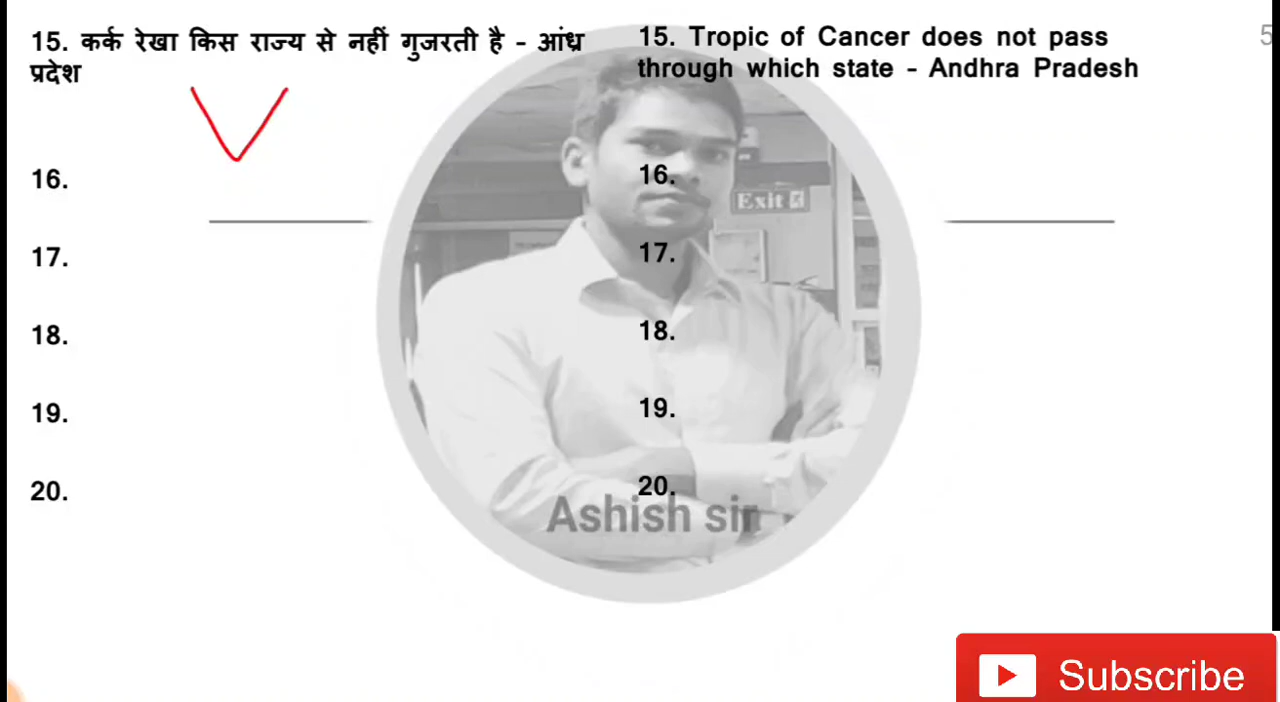 15. कर्क रेखा किस राज्य से नहीं गुजरती है - आंध्र
प्रदेश
16.
17.
18.
19.
20.
15. Tropic of Cancer does not pass
through which state - Andhra Pradesh
16.
17.
18.
19.
20.
5
Exit
Ashish sir
Subscribe